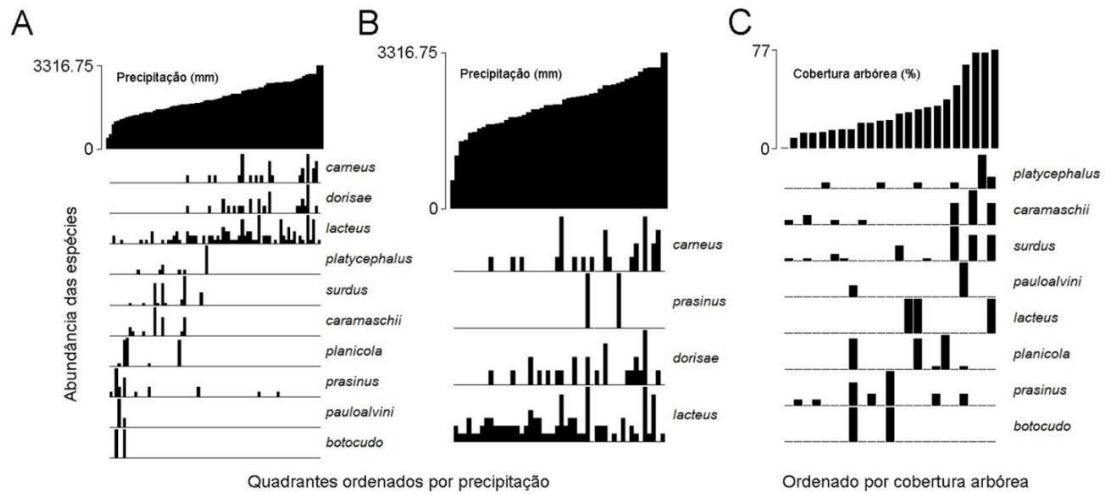 A
3316.75
Precipitação (mm)
0
carneus
dorisae
lacteus
platycephalus
surdus
caramaschii
planicola
prasinus
pauloalvini
botocudo
Abundância das espécies
B
3316.75
Precipitação (mm)
0
carneus
prasinus
dorisae
lacteus
Quadrantes ordenados por precipitação
C
77
Cobertura arbórea (%)
0
platycephalus
caramaschii
surdus
pauloalvini
lacteus
planicola
prasinus
botocudo
Ordenado por cobertura arbórea